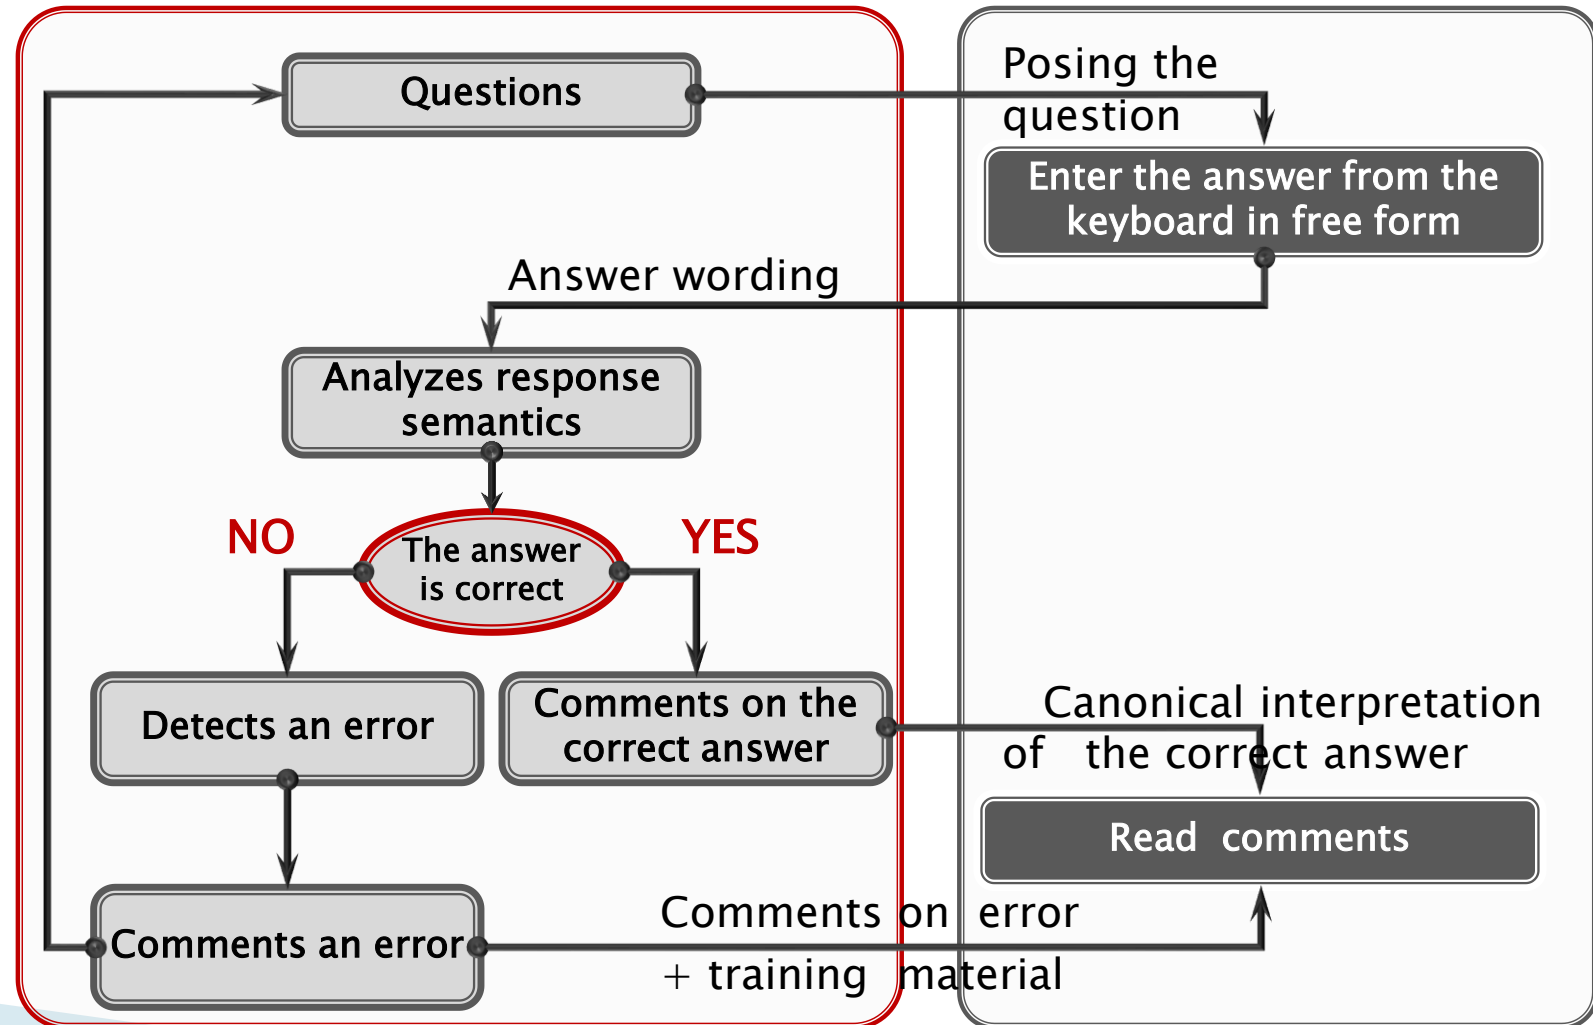 Questions
Posing the
question
Enter the answer from the
keyboard in free form
Answer wording
Analyzes response
semantics
NO
YES
The answer
is correct
Detects an error
Comments on the
correct answer
Canonical interpretation
of the correct answer
Read comments
Comments an error
Comments on error
+ training material